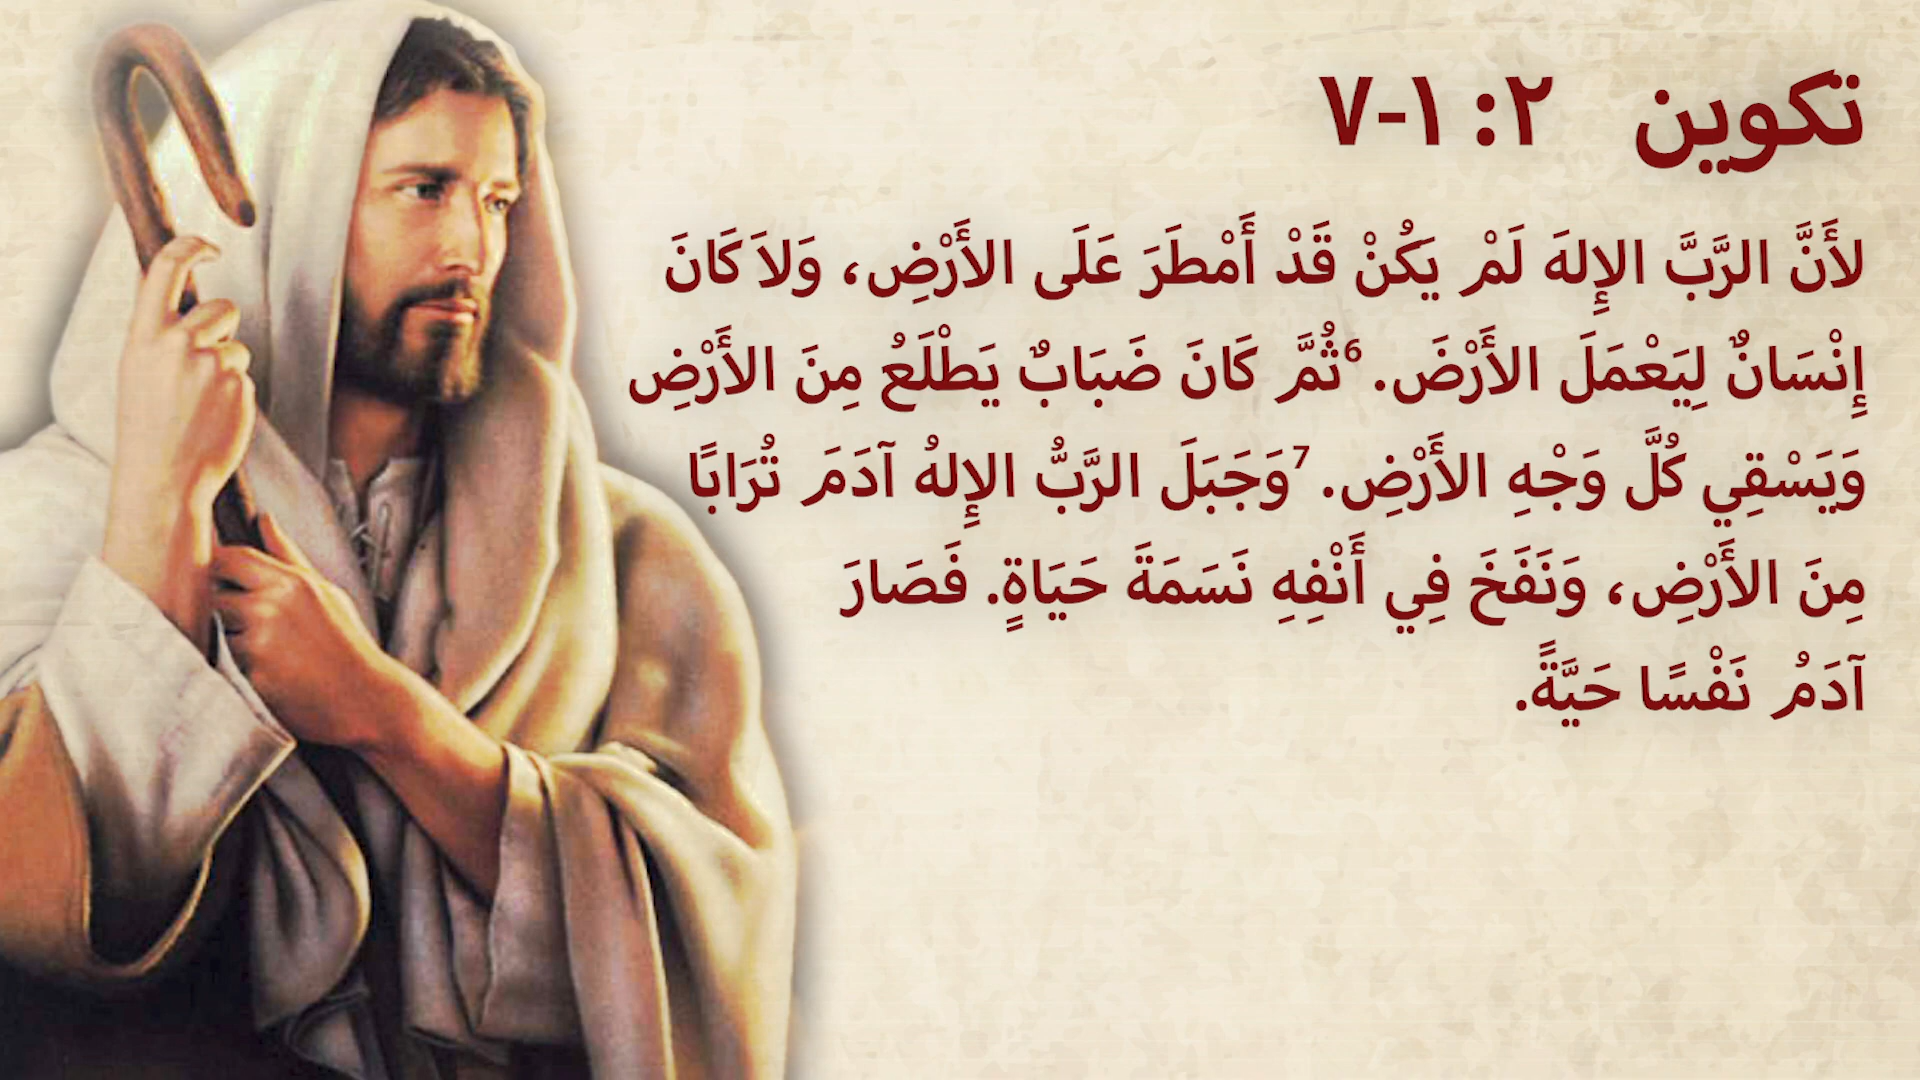 تكوين ٢: ١-٧
لأَنَّ الرَّبَّ الإِلهَ لَمْ يَكُنْ قَدْ أَمْطَرَ عَلَى الأَرْضِ، وَلاَ كَانَ
إِنْسَانٌ لِيَعْمَلَ الأَرْضَ. 6ثُمَّ كَانَ ضَبَابٌ يَطْلَعُ مِنَ الأَرْضِ
وَيَسْقِي كُلَّ وَجْهِ الأَرْضِ. 7وَجَبَلَ الرَّبُّ الإِلهُ آدَمَ تُرَابًا
مِنَ الأَرْضِ، وَنَفَخَ فِي أَنْفِهِ نَسَمَةَ حَيَاةٍ. فَصَارَ
آدَمُ نَفْسًا حَيَّةً.